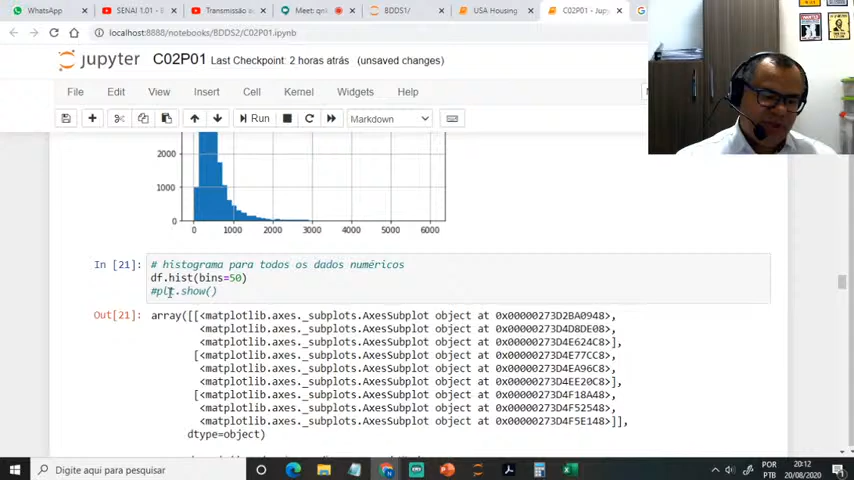 WhatsApp
SENAI 1.01 - 
Transmissão 
Meet: qn
BDDS1/
USA Housing
C02P01 - Jupy
localhost:8888/notebooks/BDDS2/C02P01.ipynb
jupyter C02P01 Last Checkpoint: 2 horas atrás (unsaved changes)
File Edit View Insert Cell Kernel Widgets Help
Run Markdown
2000
1000
0
0 1000 2000 3000 4000 5000 6000
In [21]: # histograma para todos os dados numéricos
df.hist(bins=50)
#plt.show()
Out[21]: array([[<matplotlib.axes._subplots.AxesSubplot object at 0x00000273D2BA0948>,
<matplotlib.axes._subplots.AxesSubplot object at 0x00000273D4D8DE08>,
<matplotlib.axes._subplots.AxesSubplot object at 0x00000273D4E624C8>],
[<matplotlib.axes._subplots.AxesSubplot object at 0x00000273D4E77CC8>,
<matplotlib.axes._subplots.AxesSubplot object at 0x00000273D4EA96C8>,
<matplotlib.axes._subplots.AxesSubplot object at 0x00000273D4EE20C8>],
[<matplotlib.axes._subplots.AxesSubplot object at 0x00000273D4F18A48>,
<matplotlib.axes._subplots.AxesSubplot object at 0x00000273D4F52548>,
<matplotlib.axes._subplots.AxesSubplot object at 0x00000273D4F5E148>]],
dtype=object)
Digite aqui para pesquisar
POR
PTB
20:12
20/08/2020